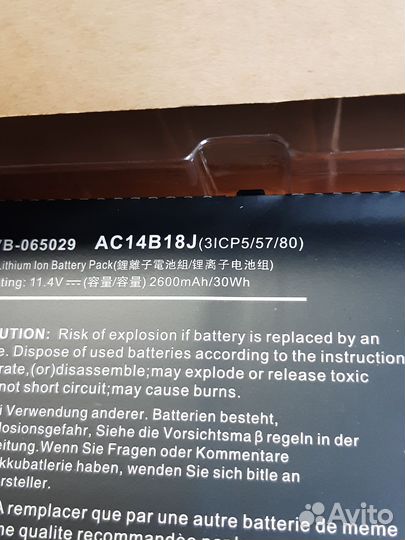 VB-065029 AC14B18J(3ICP5/57/80)
Lithium Ion Battery Pack(鋰離子電池組/锂离子电池组)
ting: 11.4V⎓(容量/容量) 2600mAh/30Wh
UTION: Risk of explosion if battery is replaced by an
e. Dispose of used batteries according to the instruction
rate,(or)disassemble;may explode or release toxic
not short circuit;may cause burns.
i Verwendung anderer. Batterien besteht,
plosionsgefahr, Siehe die Vorsichtsma β regeln in der
eitung.Wenn Sie Fragen oder Kommentare
kkubatlerie haben, wenden Sie sich bitle an
ersteller.
A remplacer que par une autre batterie de meme
ne qualite recommandee par
Avito